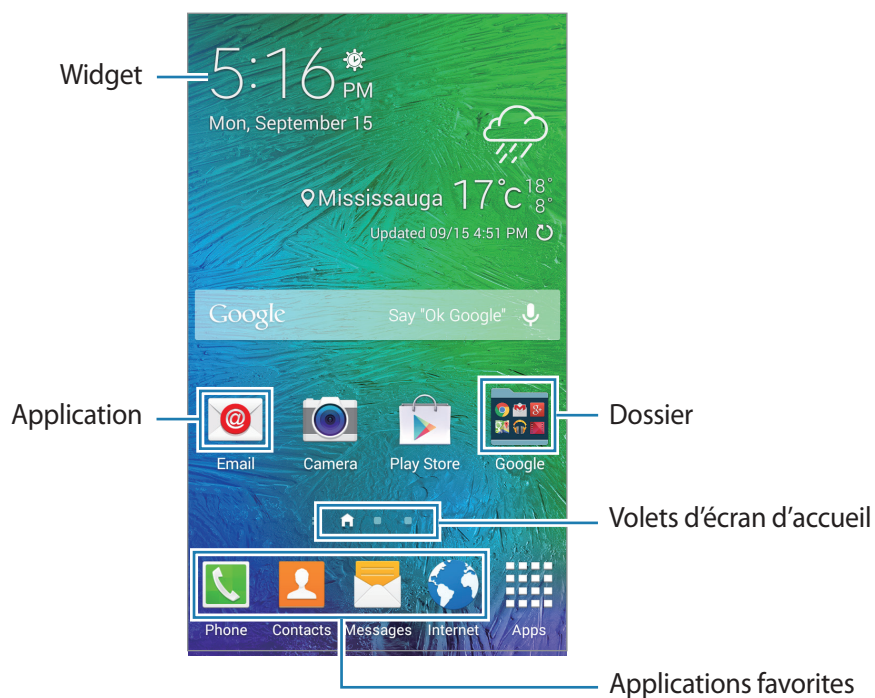 5:16 PM
Widget
Mon, September 15
Mississauga 17°C 18° 8°
Updated 09/15 4:51 PM
Google Say "Ok Google"
Application
Dossier
Email Camera Play Store Google
Volets d'écran d'accueil
Phone Contacts Messages Internet Apps
Applications favorites